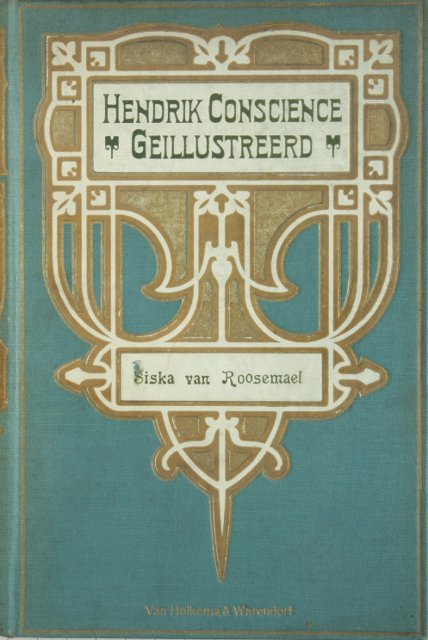 HENDRIK CONSCIENCE
GEILLUSTREERD
Siska van Roosemael
Van Holkema & Warendorf